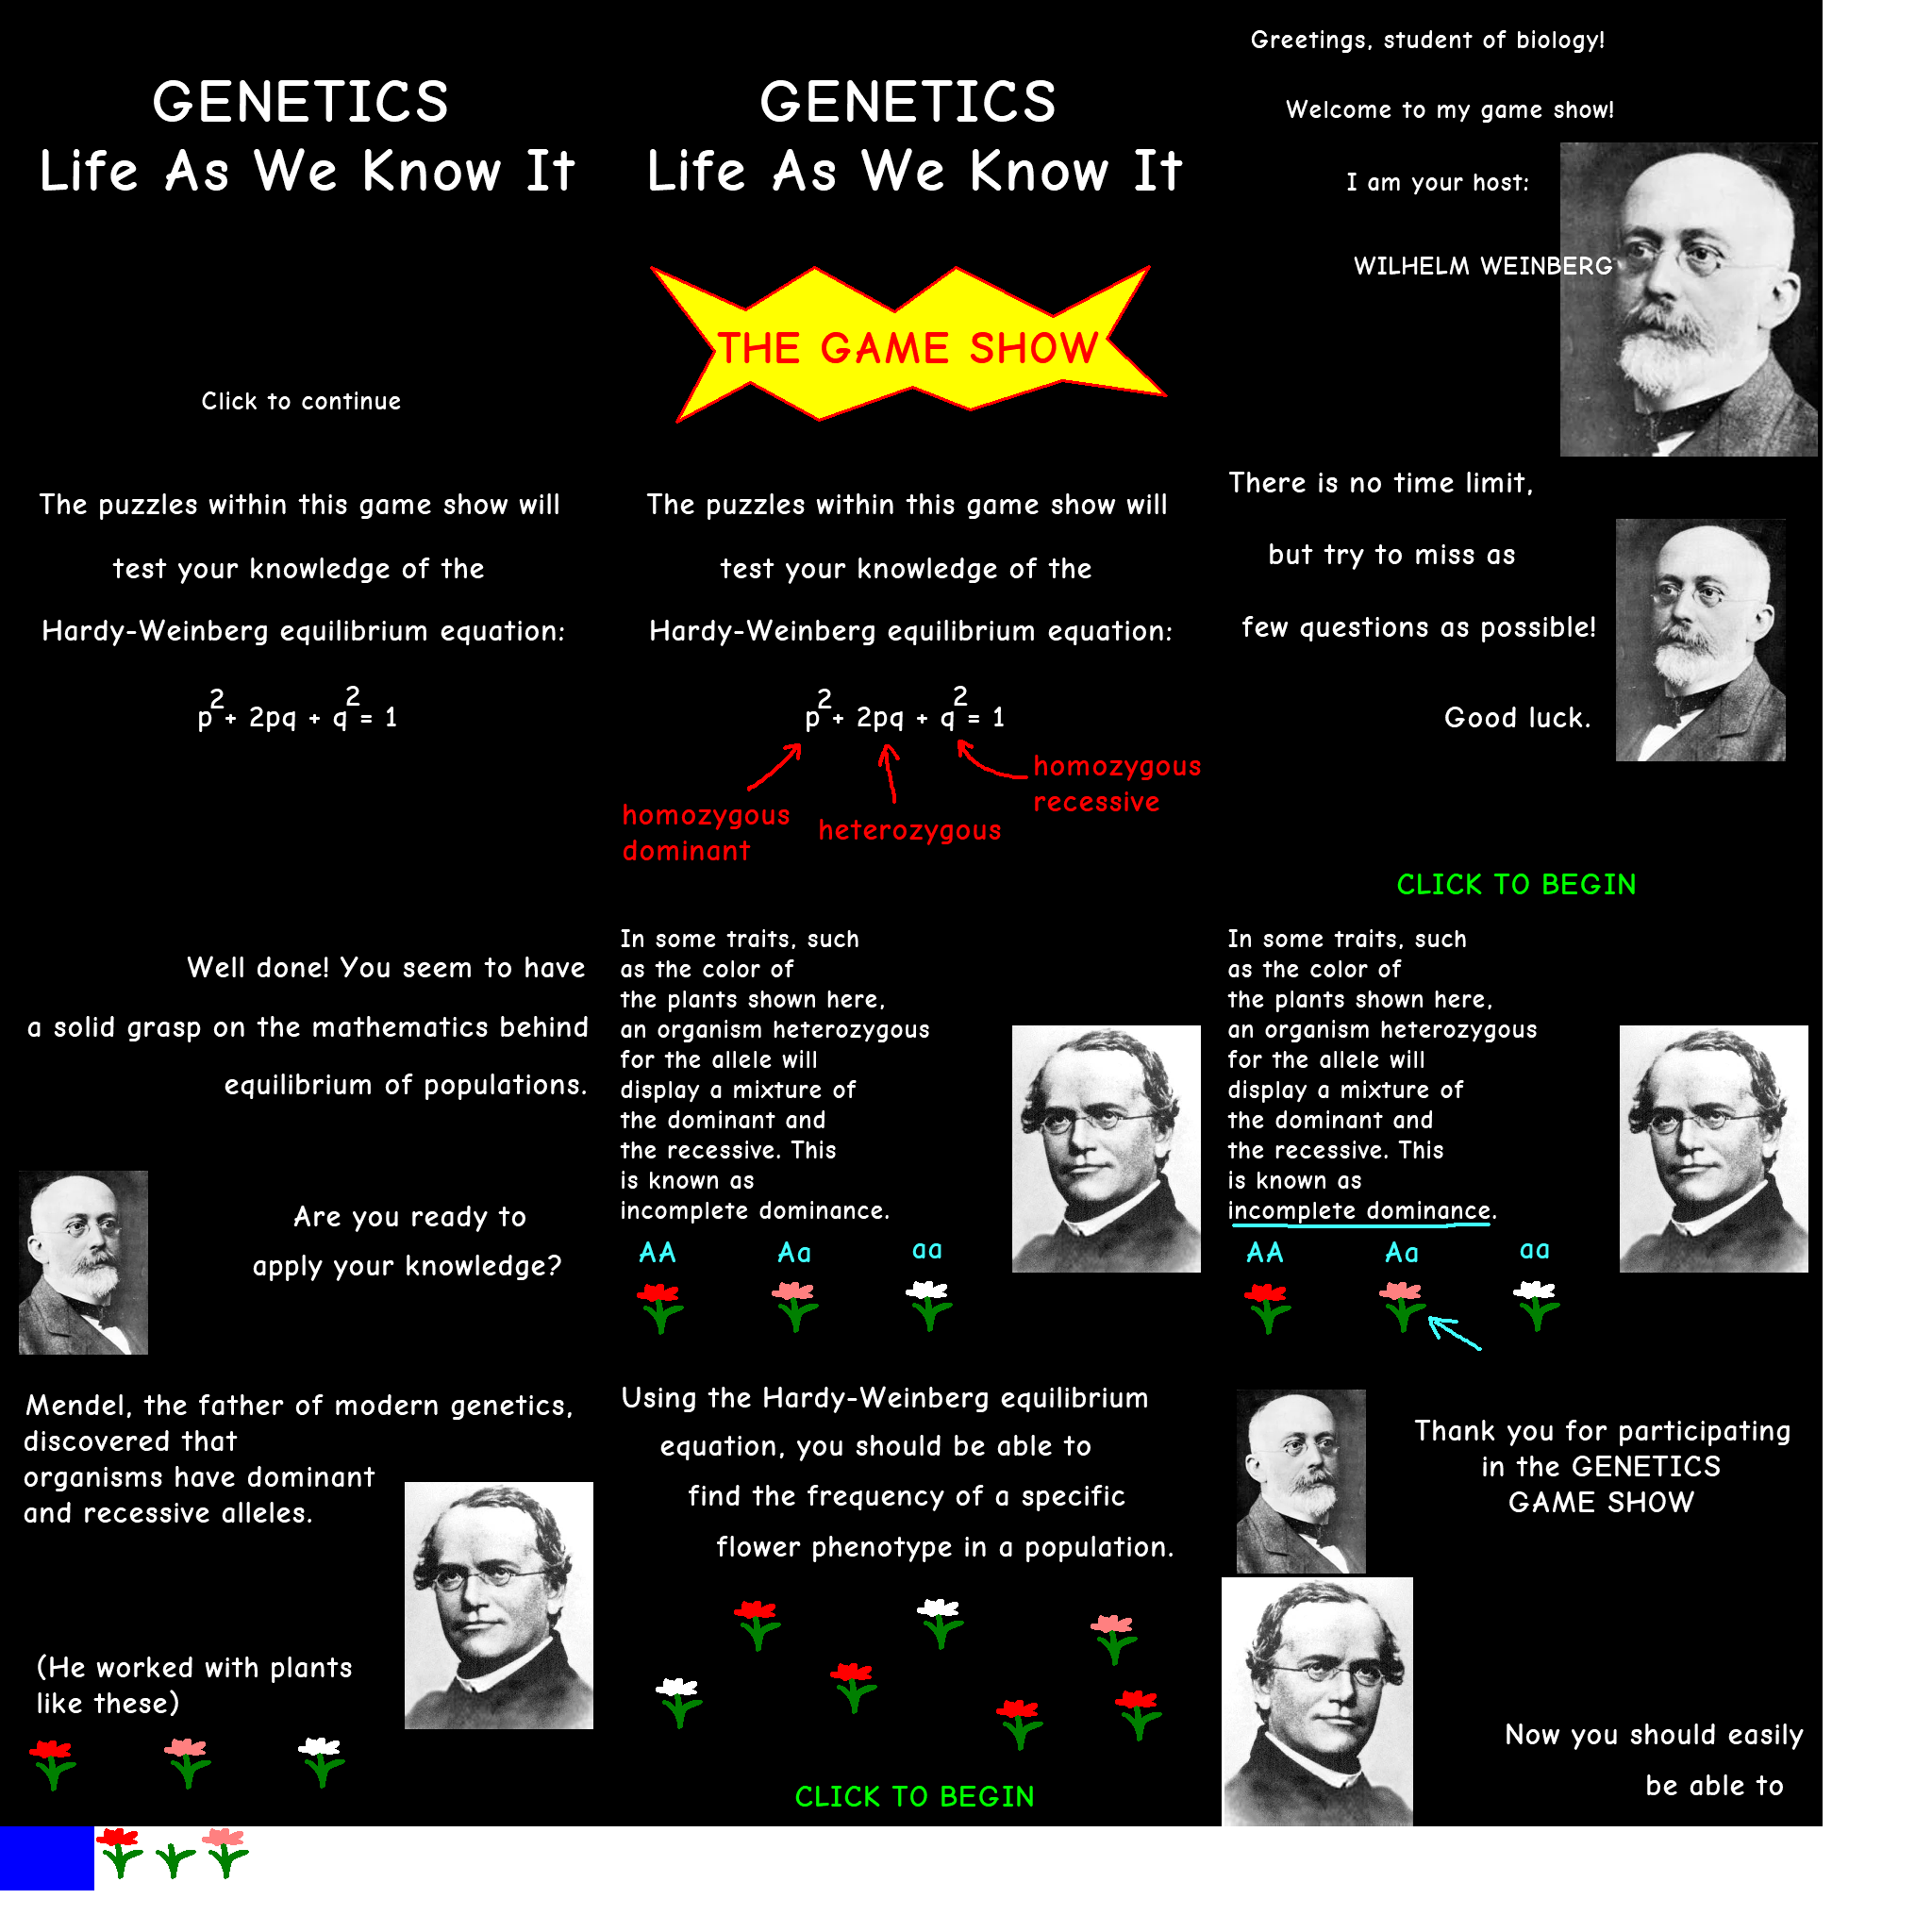 GENETICS
Life As We Know It
Click to continue
GENETICS
Life As We Know It
THE GAME SHOW
Greetings, student of biology!
Welcome to my game show!
I am your host:
WILHELM WEINBERG
The puzzles within this game show will
test your knowledge of the
Hardy-Weinberg equilibrium equation:
p²+ 2pq + q²= 1
The puzzles within this game show will
test your knowledge of the
Hardy-Weinberg equilibrium equation:
p²+ 2pq + q²= 1
homozygous
dominant
heterozygous
homozygous
recessive
There is no time limit,
but try to miss as
few questions as possible!
Good luck.
CLICK TO BEGIN
Well done! You seem to have
a solid grasp on the mathematics behind
equilibrium of populations.
Are you ready to
apply your knowledge?
In some traits, such
as the color of
the plants shown here,
an organism heterozygous
for the allele will
display a mixture of
the dominant and
the recessive. This
is known as
incomplete dominance.
AA Aa aa
In some traits, such
as the color of
the plants shown here,
an organism heterozygous
for the allele will
display a mixture of
the dominant and
the recessive. This
is known as
incomplete dominance.
AA Aa aa
Mendel, the father of modern genetics,
discovered that
organisms have dominant
and recessive alleles.
(He worked with plants
like these)
Using the Hardy-Weinberg equilibrium
equation, you should be able to
find the frequency of a specific
flower phenotype in a population.
CLICK TO BEGIN
Thank you for participating
in the GENETICS
GAME SHOW
Now you should easily
be able to